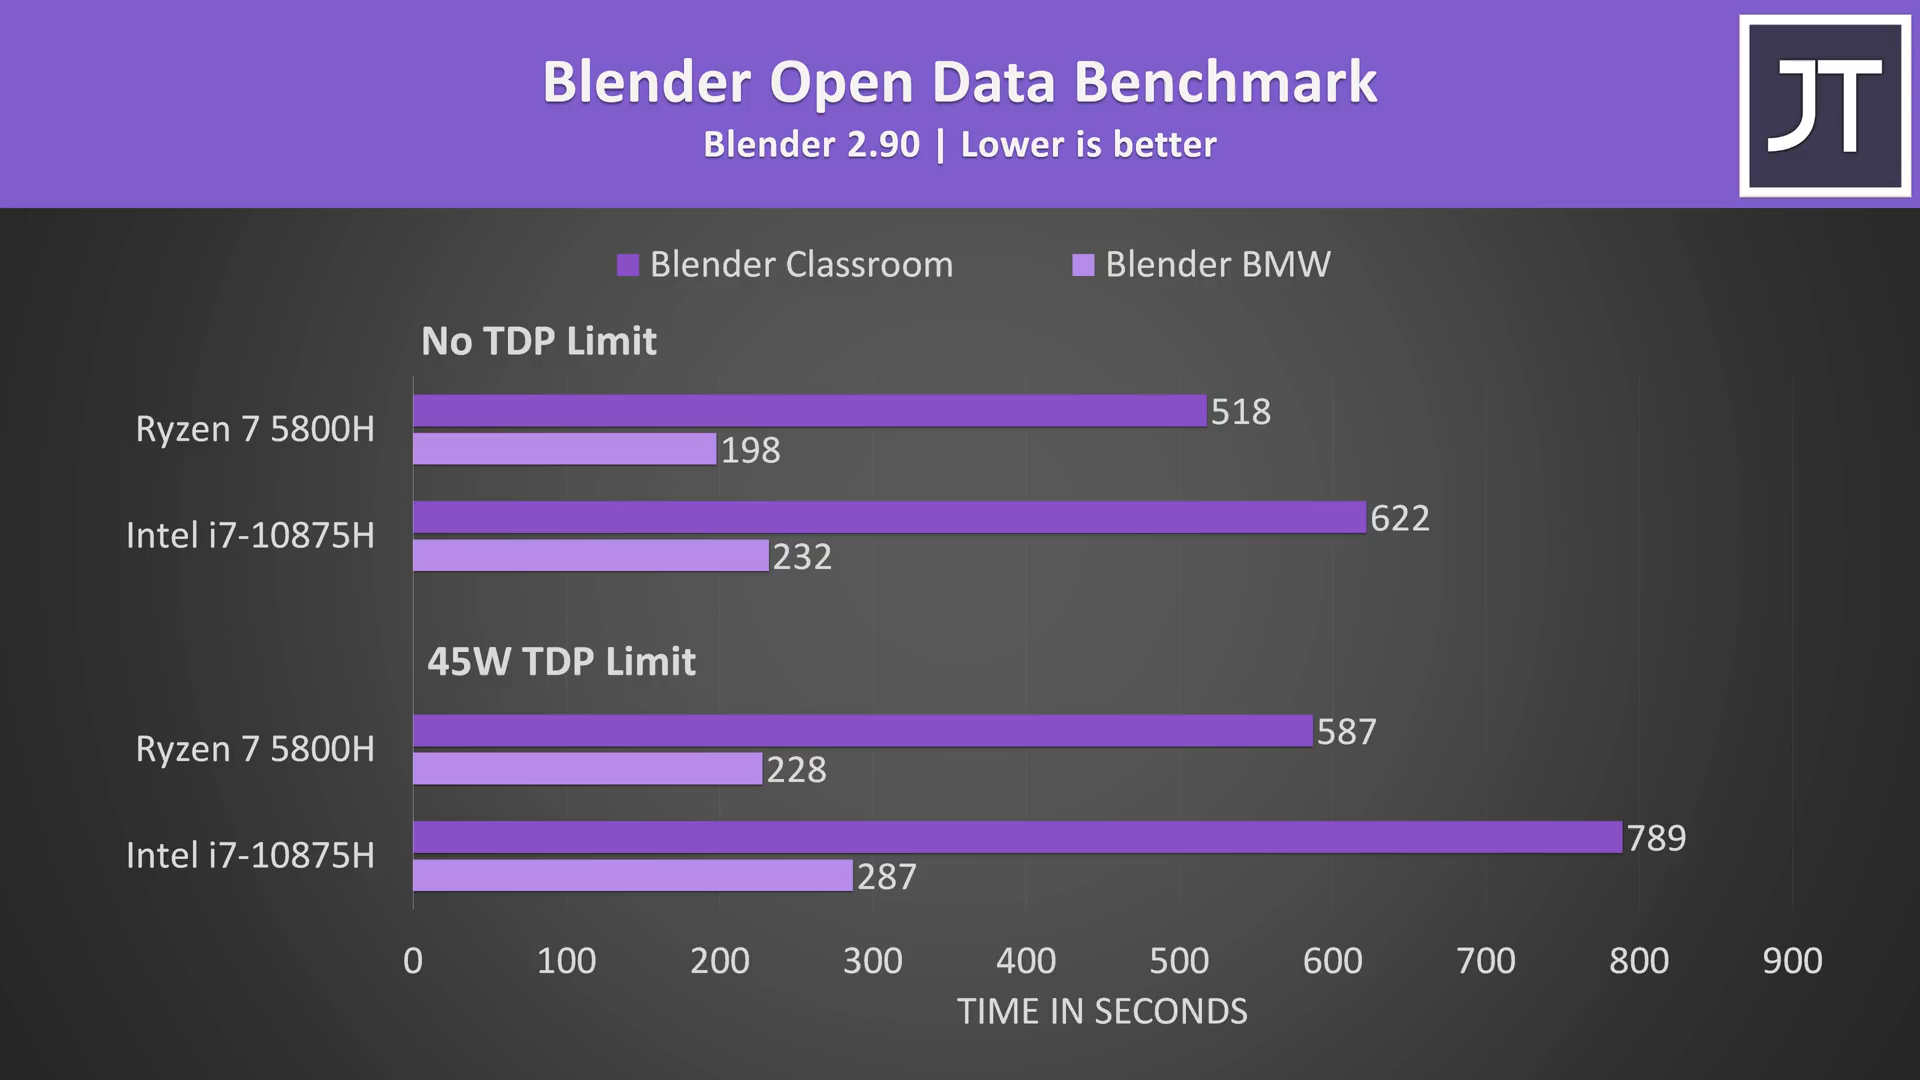 Blender Open Data Benchmark
Blender 2.90 | Lower is better
JT
Blender Classroom
Blender BMW
No TDP Limit
Ryzen 7 5800H
518
198
Intel i7-10875H
622
232
45W TDP Limit
Ryzen 7 5800H
587
228
Intel i7-10875H
789
287
0 100 200 300 400 500 600 700 800 900
TIME IN SECONDS